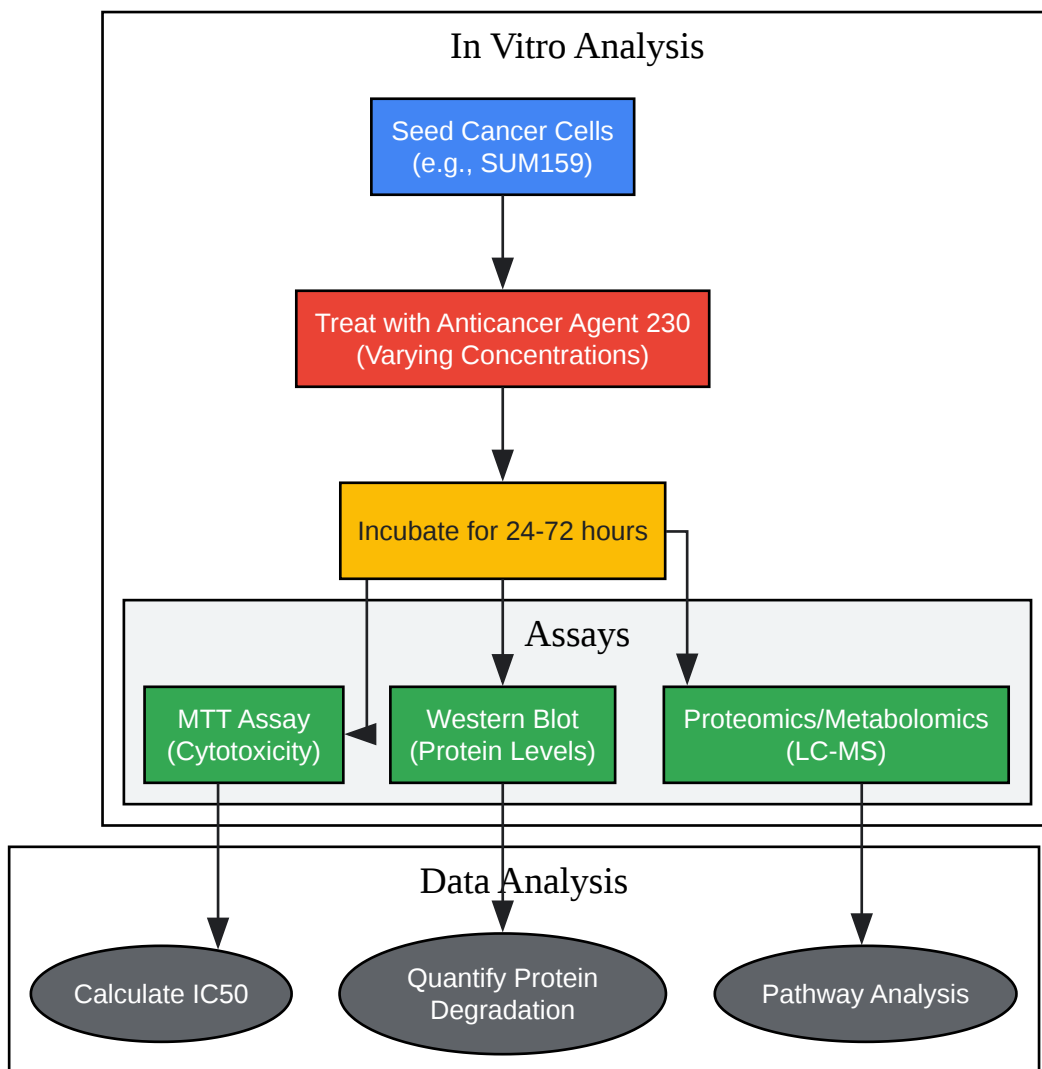 In Vitro Analysis
Seed Cancer Cells
(e.g., SUM159)
Treat with Anticancer Agent 230
(Varying Concentrations)
Incubate for 24-72 hours
Assays
MTT Assay
(Cytotoxicity)
Western Blot
(Protein Levels)
Proteomics/Metabolomics
(LC-MS)
Data Analysis
Calculate IC50
Quantify Protein
Degradation
Pathway Analysis